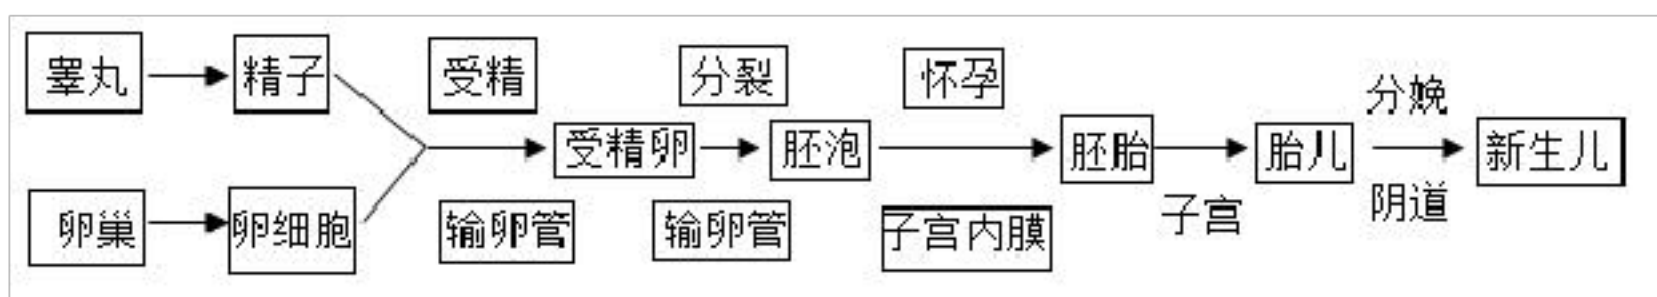 睾丸
精子
受精
分裂
怀孕
分娩
受精卵
胚泡
胚胎
胎儿
新生儿
卵巢
卵细胞
输卵管
输卵管
子宫内膜
子宫
阴道